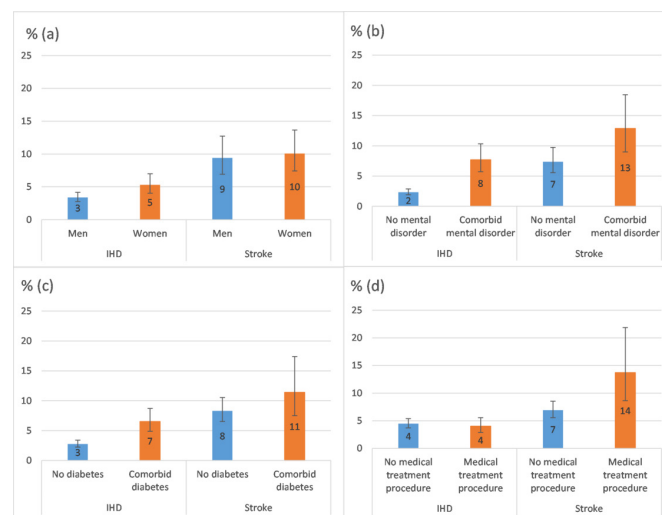 % (a)
25
20
15
10
5
0
3
5
9
10
Men
Women
Men
Women
IHD
Stroke
% (b)
25
20
15
10
5
0
2
8
7
13
No mental
disorder
Comorbid
mental disorder
No mental
disorder
Comorbid
mental disorder
IHD
Stroke
% (c)
25
20
15
10
5
0
3
7
8
11
No diabetes
Comorbid
diabetes
No diabetes
Comorbid
diabetes
IHD
Stroke
% (d)
25
20
15
10
5
0
4
4
7
14
No medical
treatment
procedure
Medical
treatment
procedure
No medical
treatment
procedure
Medical
treatment
procedure
IHD
Stroke